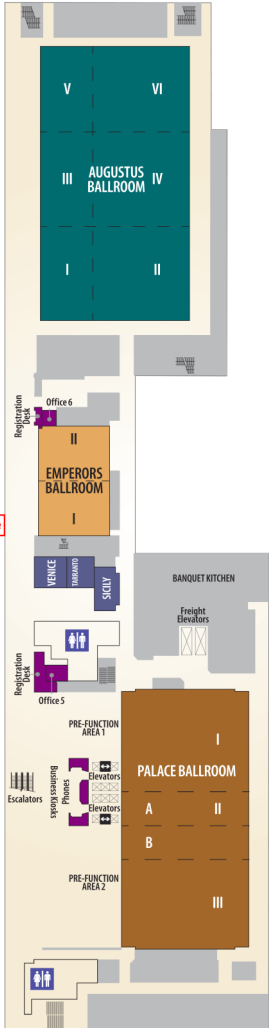 V
VI
III
AUGUSTUS
BALLROOM
IV
I
II
Office 6
Registration
Desk
II
EMPERORS
BALLROOM
I
VENICE
TARRANTO
SICILY
BANQUET KITCHEN
Freight
Elevators
Registration
Desk
Office 5
PRE-FUNCTION
AREA 1
I
PALACE BALLROOM
Elevators
Phones
Business Kiosks
Escalators
Elevators
A
II
B
PRE-FUNCTION
AREA 2
III